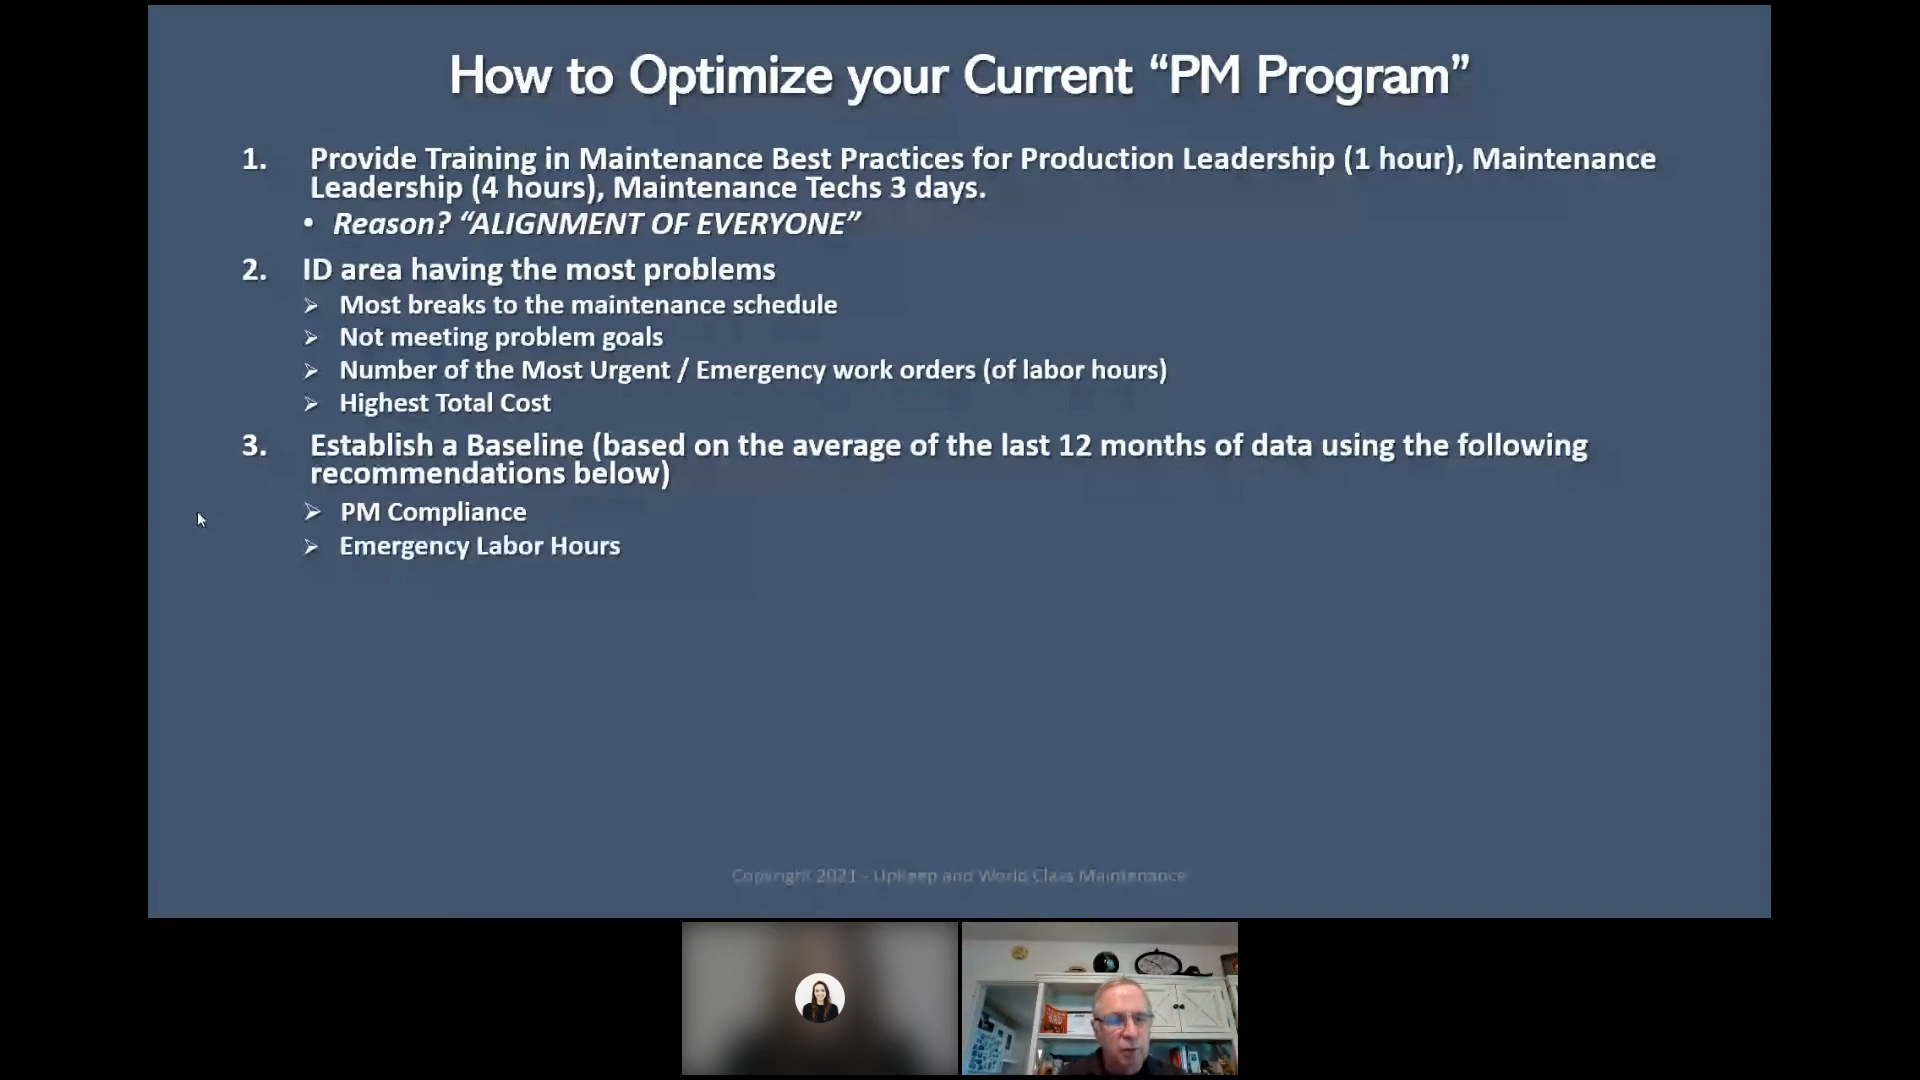 How to Optimize your Current “PM Program”
1. Provide Training in Maintenance Best Practices for Production Leadership (1 hour), Maintenance
Leadership (4 hours), Maintenance Techs 3 days.
• Reason? “ALIGNMENT OF EVERYONE”
2. ID area having the most problems
➢ Most breaks to the maintenance schedule
➢ Not meeting problem goals
➢ Number of the Most Urgent / Emergency work orders (of labor hours)
➢ Highest Total Cost
3. Establish a Baseline (based on the average of the last 12 months of data using the following
recommendations below)
➢ PM Compliance
➢ Emergency Labor Hours
Copyright 2021 - UpKeep and World Class Maintenance